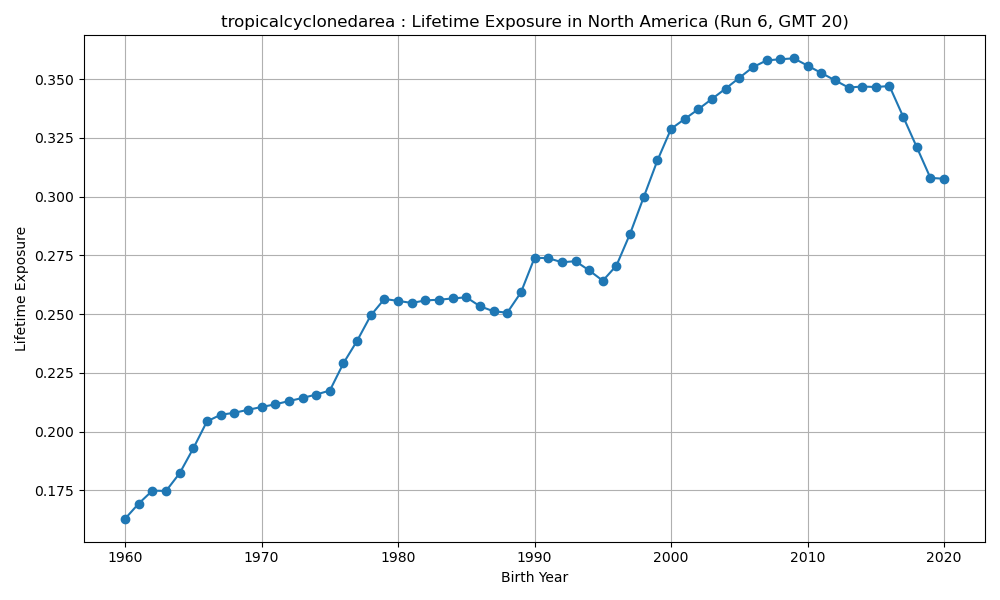 tropicalcyclonedarea : Lifetime Exposure in North America (Run 6, GMT 20)
Lifetime Exposure
0.350
0.325
0.300
0.275
0.250
0.225
0.200
0.175
1960 1970 1980 1990 2000 2010 2020
Birth Year